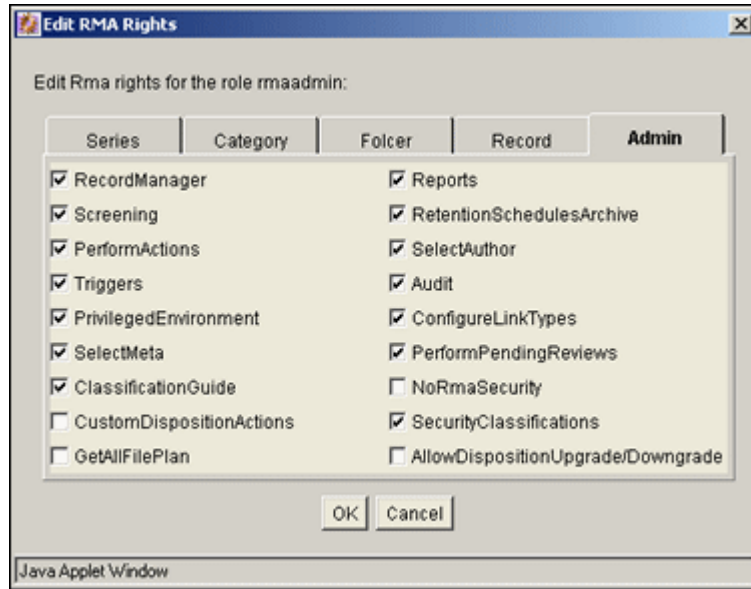 Edit RMA Rights
Edit Rma rights for the role rmaadmin:
Series Category Folcer Record Admin
RecordManager Reports
Screening RetentionSchedulesArchive
PerformActions SelectAuthor
Triggers Audit
PrivilegedEnvironment ConfigureLinkTypes
SelectMeta PerformPendingReviews
ClassificationGuide NoRmaSecurity
CustomDispositionActions SecurityClassifications
GetAllFilePlan AllowDispositionUpgrade/Downgrade
OK Cancel
Java Applet Window